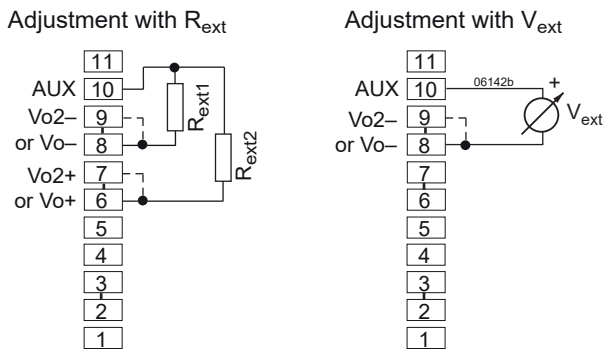 Adjustment with Rext
11
AUX 10
Vo2– 9
or Vo– 8
Vo2+ 7
or Vo+ 6
5
4
3
2
1
Rext1
Rext2
Adjustment with Vext
11
AUX 10
Vo2– 9
or Vo– 8
7
6
5
4
3
2
1
06142b
+
Vext